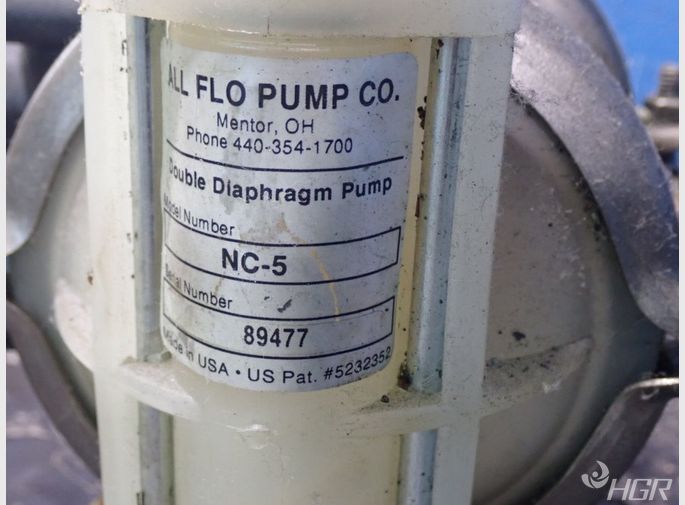 ALL FLO PUMP CO.
Mentor, OH
Phone 440-354-1700
Double Diaphragm Pump
Model Number
NC-5
Serial Number
89477
Made in USA • US Pat. #5232352
HGR